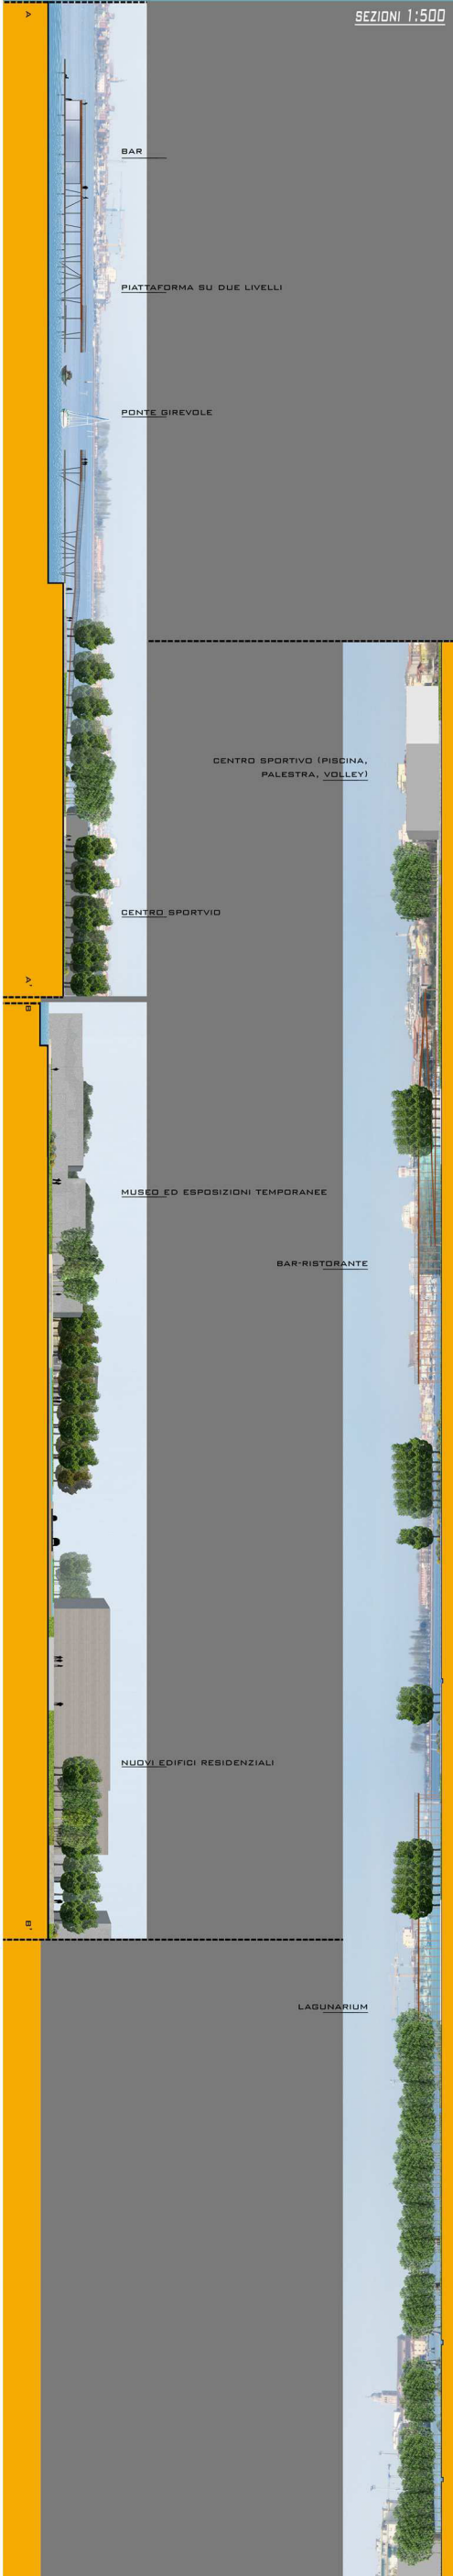 SEZIONI 1:500
A
BAR
PIATTAFORMA SU DUE LIVELLI
PONTE GIREVOLE
CENTRO SPORTIVO (PISCINA,
PALESTRA, VOLLEY)
CENTRO SPORTVIO
A'
B
MUSEO ED ESPOSIZIONI TEMPORANEE
BAR-RISTORANTE
NUOVI EDIFICI RESIDENZIALI
B'
LAGUNARIUM